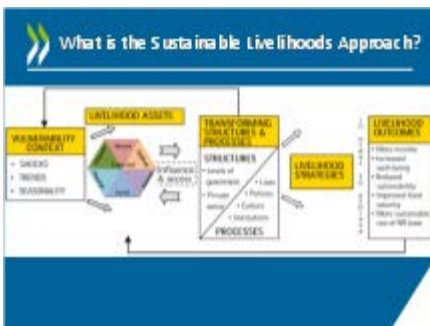 What is the Sustainable Livelihoods Approach?
LIVELIHOOD ASSETS
VULNERABILITY
CONTEXT
• SHOCKS
• TRENDS
• SEASONALITY
Influence
& access
TRANSFORMING
STRUCTURES &
PROCESSES
STRUCTURES
• Levels of
government
• Private
sector
• Laws
• Policies
• Culture
• Institutions
PROCESSES
LIVELIHOOD
STRATEGIES
LIVELIHOOD
OUTCOMES
• More income
• Increased
well-being
• Reduced
vulnerability
• Improved food
security
• More sustainable
use of NR base